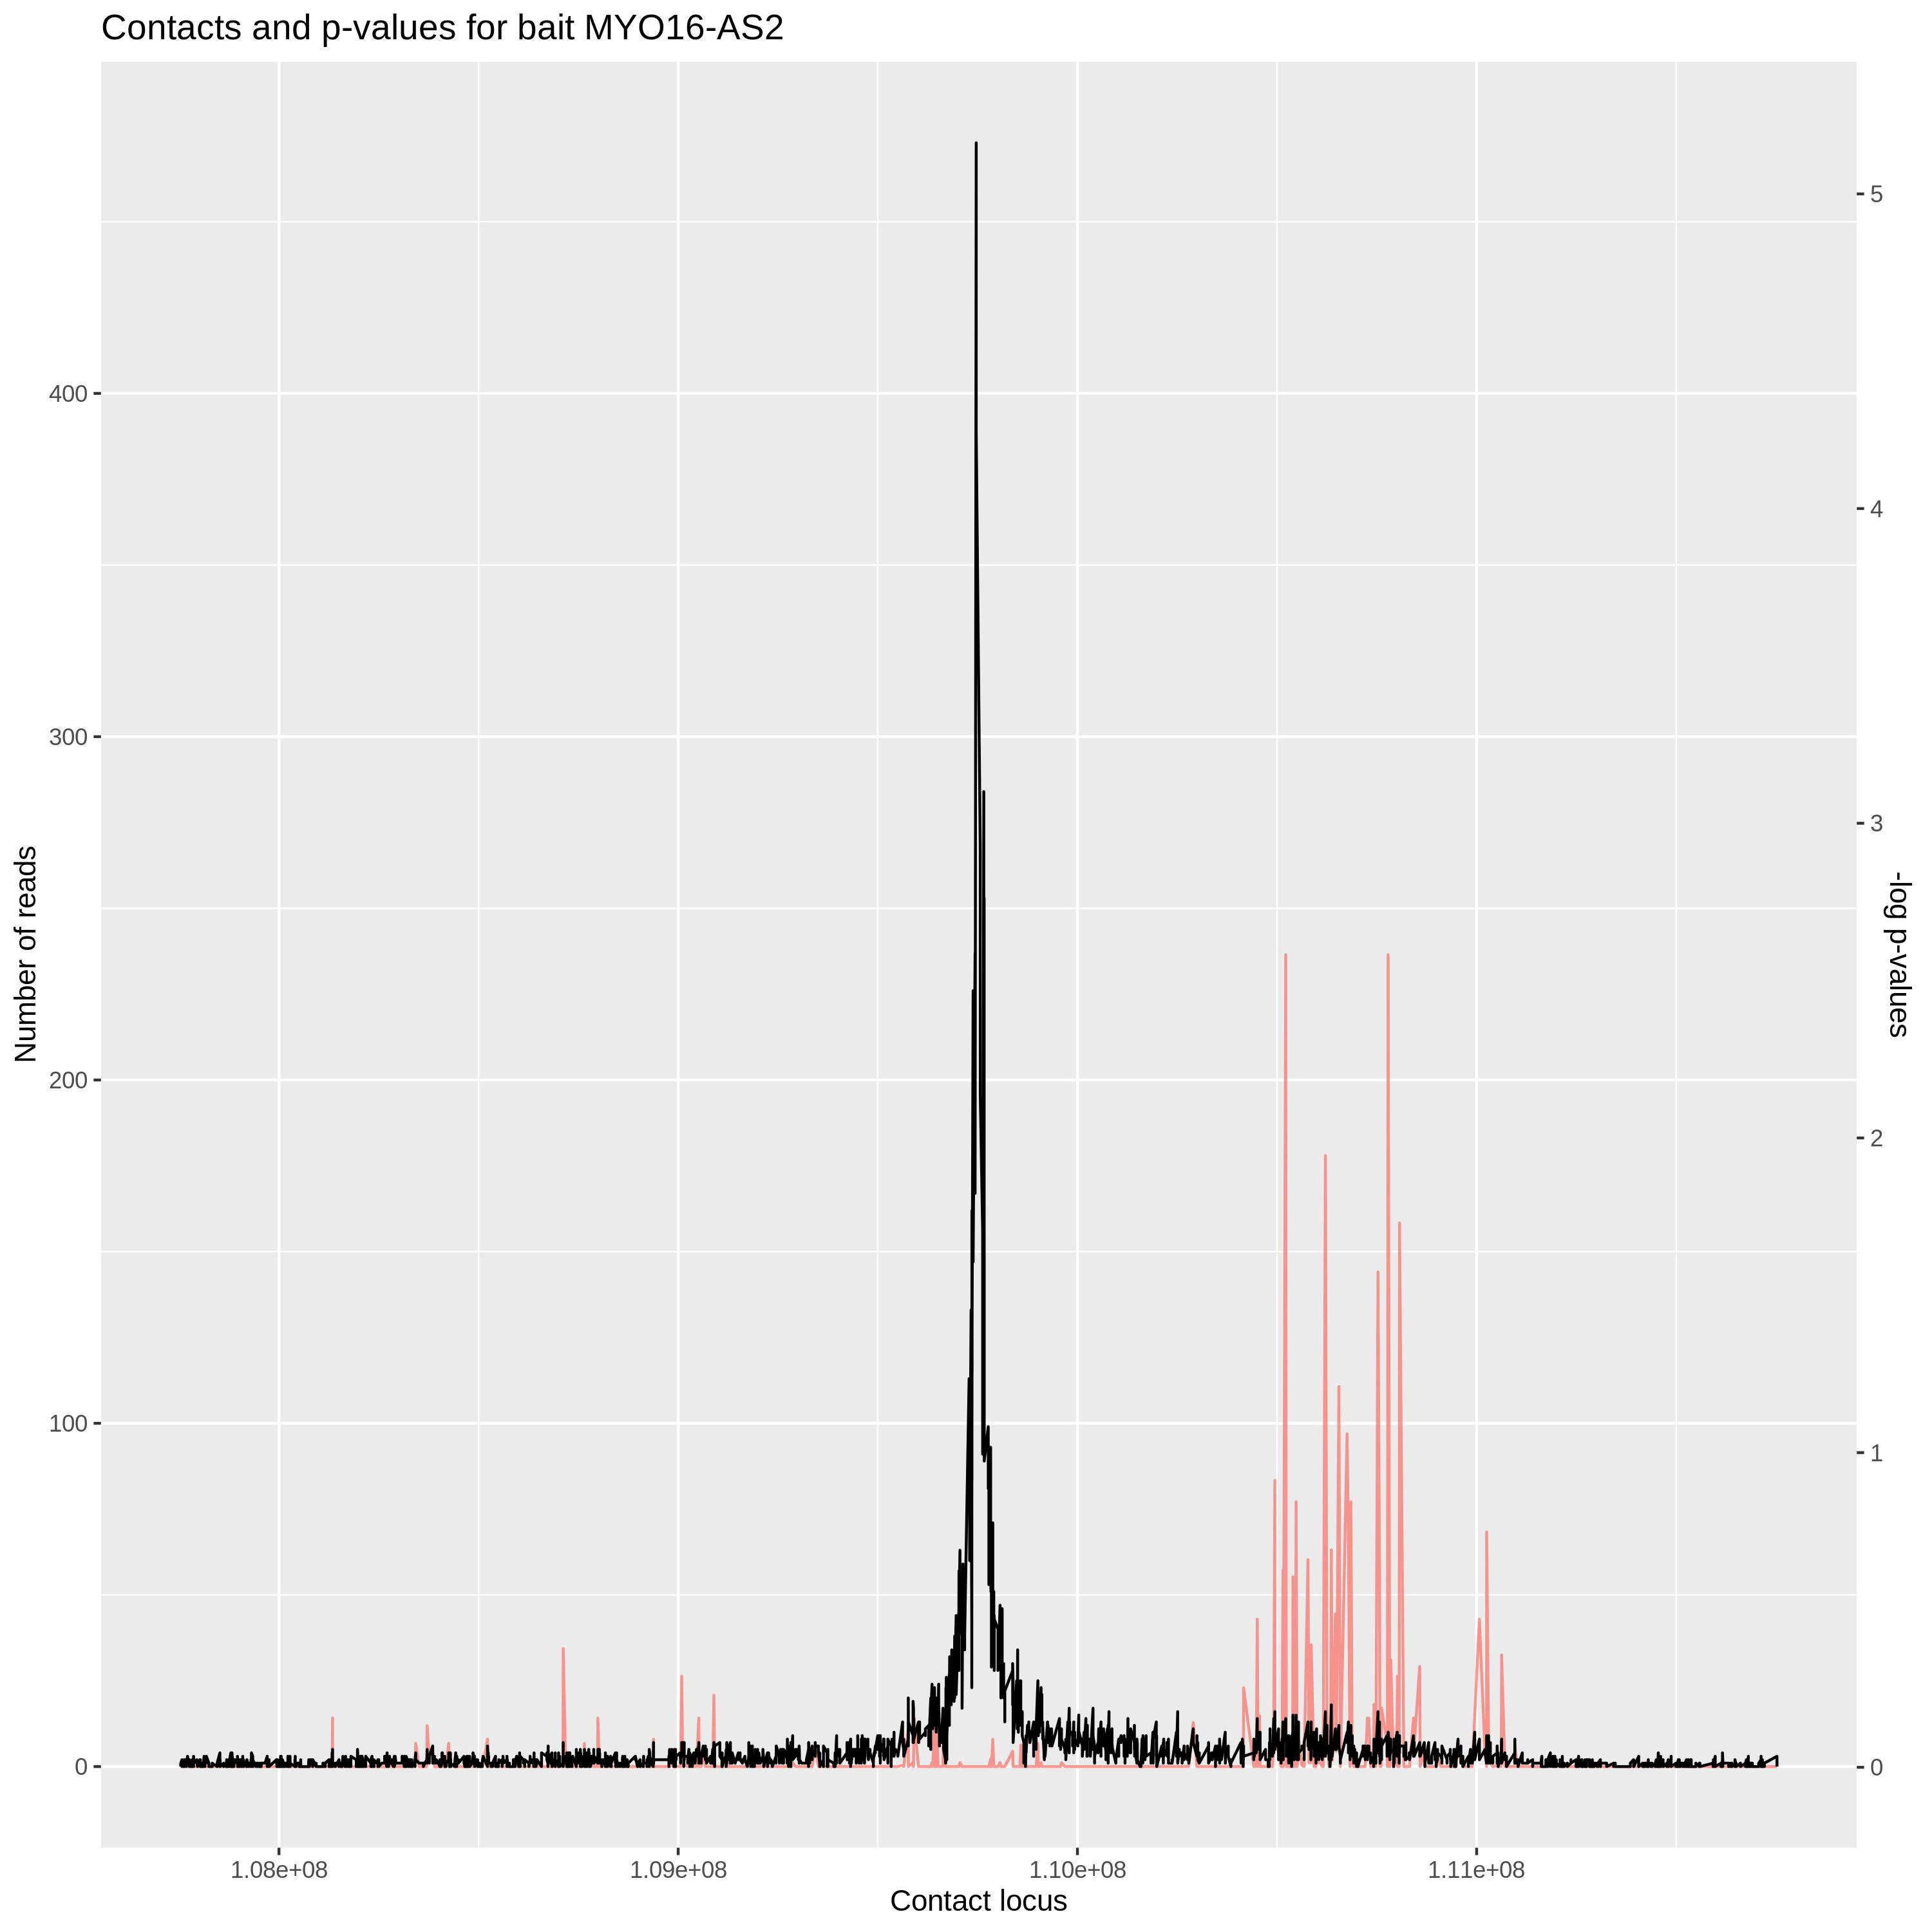 Contacts and p-values for bait MYO16-AS2
Number of reads
400
300
200
100
0
5
4
3
2
1
0
-log p-values
1.08e+08
1.09e+08
1.10e+08
1.11e+08
Contact locus